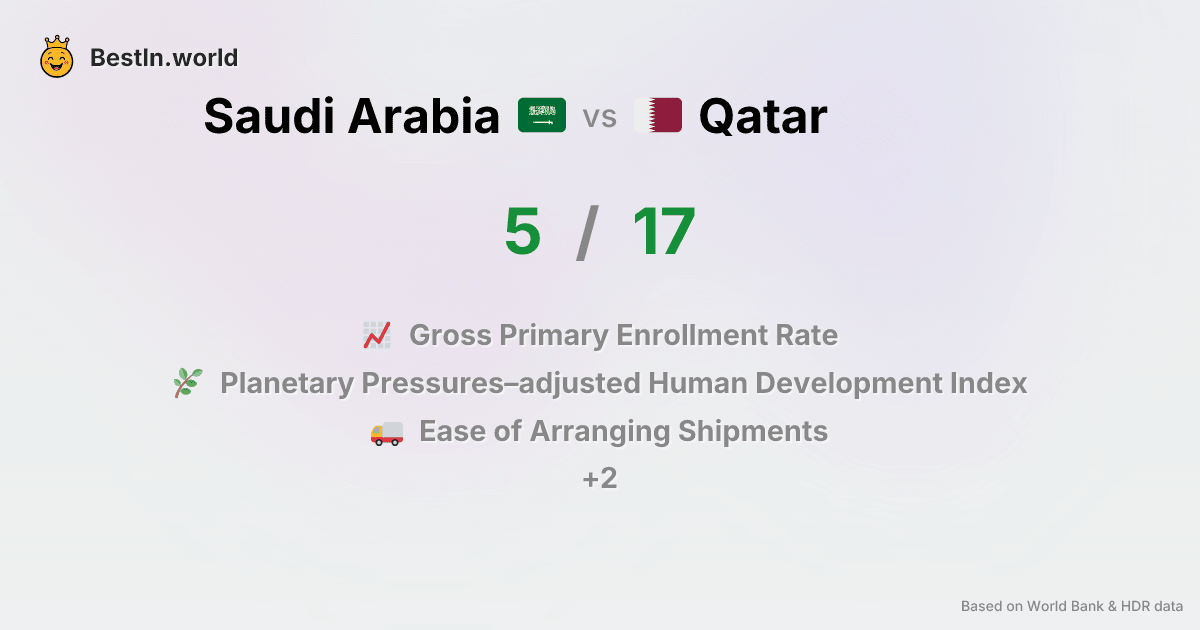 BestIn.world
Saudi Arabia vs Qatar
5 / 17
Gross Primary Enrollment Rate
Planetary Pressures–adjusted Human Development Index
Ease of Arranging Shipments
+2
Based on World Bank & HDR data